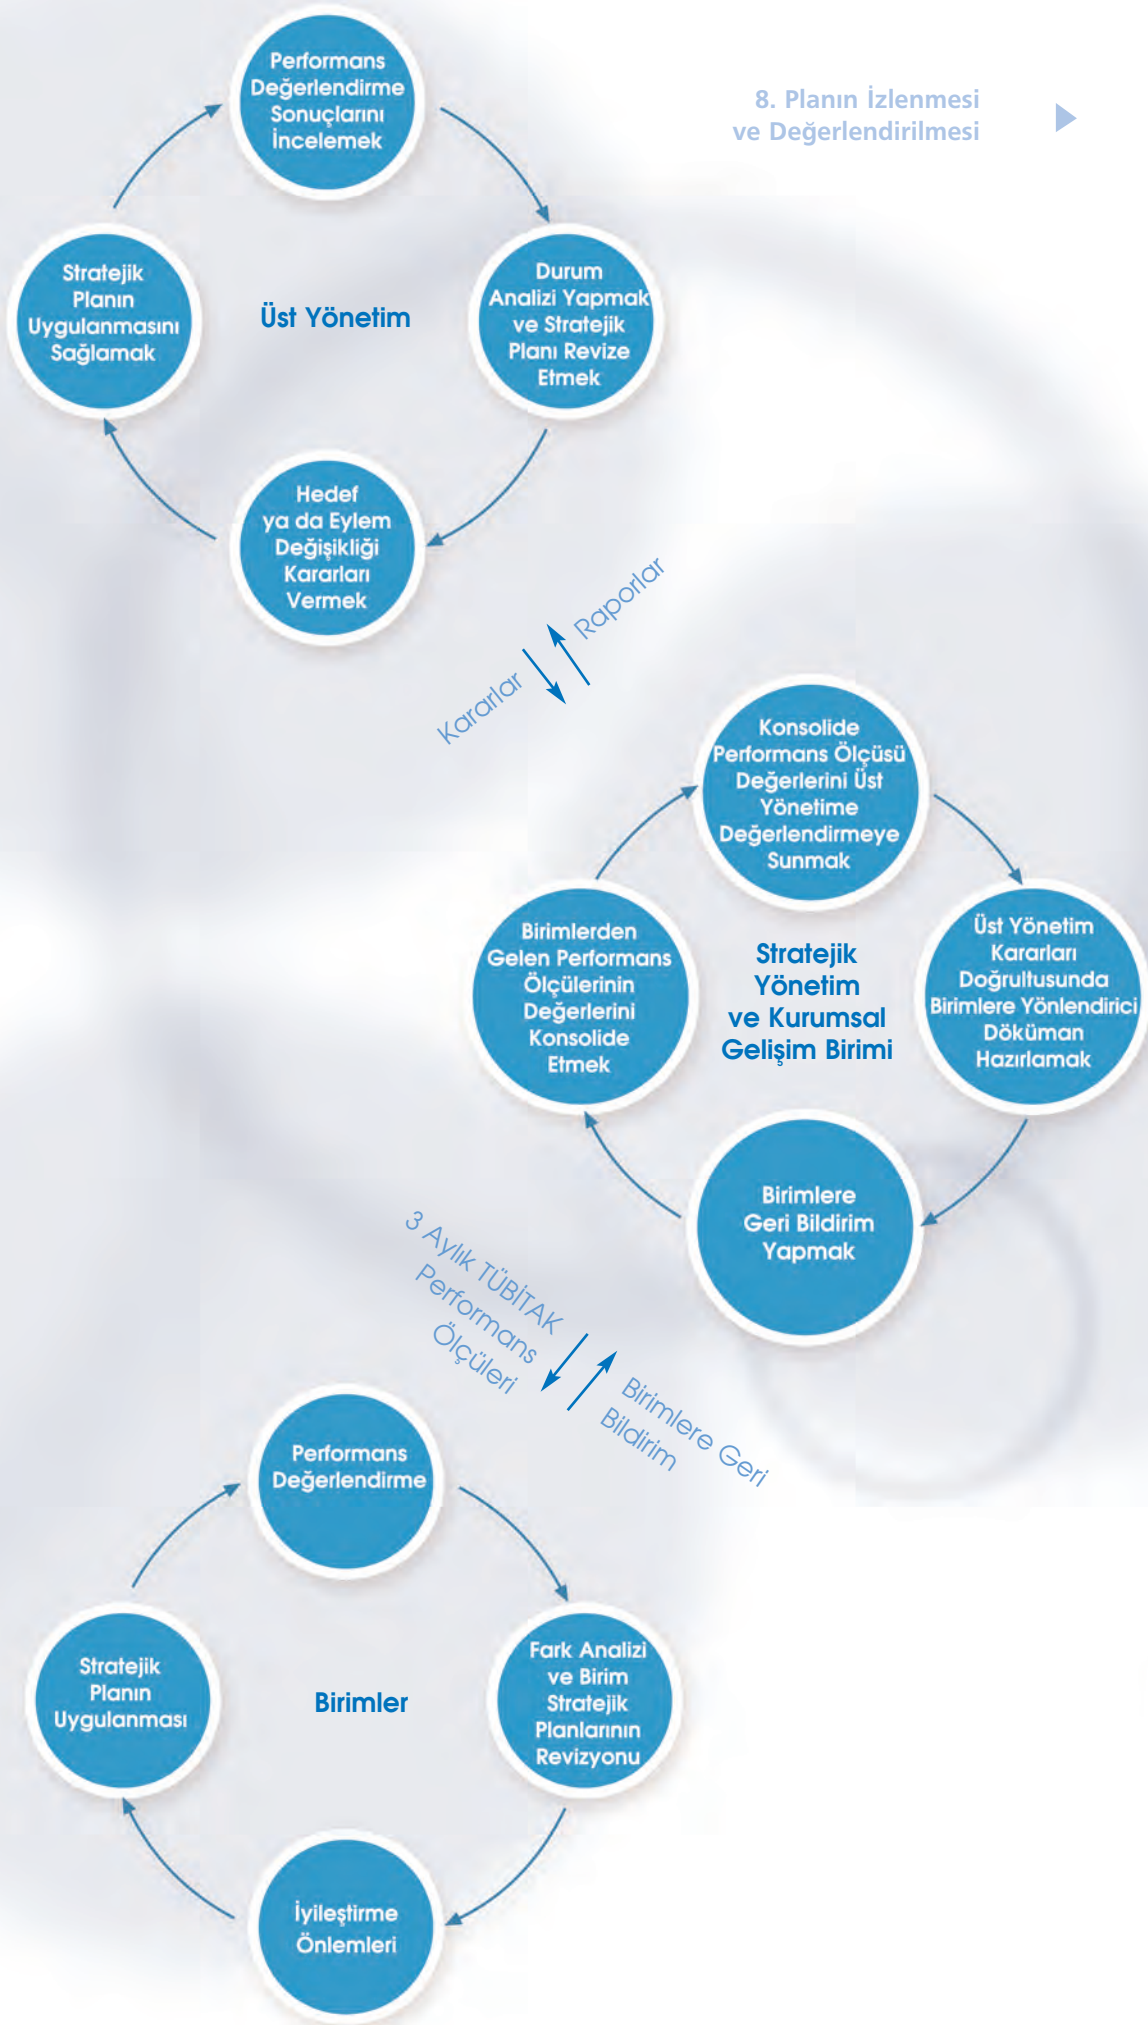 8. Planın İzlenmesi
ve Değerlendirilmesi
Performans
Değerlendirme
Sonuçlarını
İncelemek
Stratejik
Planın
Uygulanmasını
Sağlamak
Üst Yönetim
Durum
Analizi Yapmak
ve Stratejik
Planı Revize
Etmek
Hedef
ya da Eylem
Değişikliği
Kararları
Vermek
Kararlar
Raporlar
Konsolide
Performans Ölçüsü
Değerlerini Üst
Yönetime
Değerlendirmeye
Sunmak
Birimlerden
Gelen Performans
Ölçülerinin
Değerlerini
Konsolide
Etmek
Stratejik
Yönetim
ve Kurumsal
Gelişim Birimi
Üst Yönetim
Kararları
Doğrultusunda
Birimlere Yönlendirici
Döküman
Hazırlamak
Birimlere
Geri Bildirim
Yapmak
3 Aylık TÜBİTAK
Performans
Ölçüleri
Birimlere Geri
Bildirim
Performans
Değerlendirme
Stratejik
Planın
Uygulanması
Birimler
Fark Analizi
ve Birim
Stratejik
Planlarının
Revizyonu
İyileştirme
Önlemleri